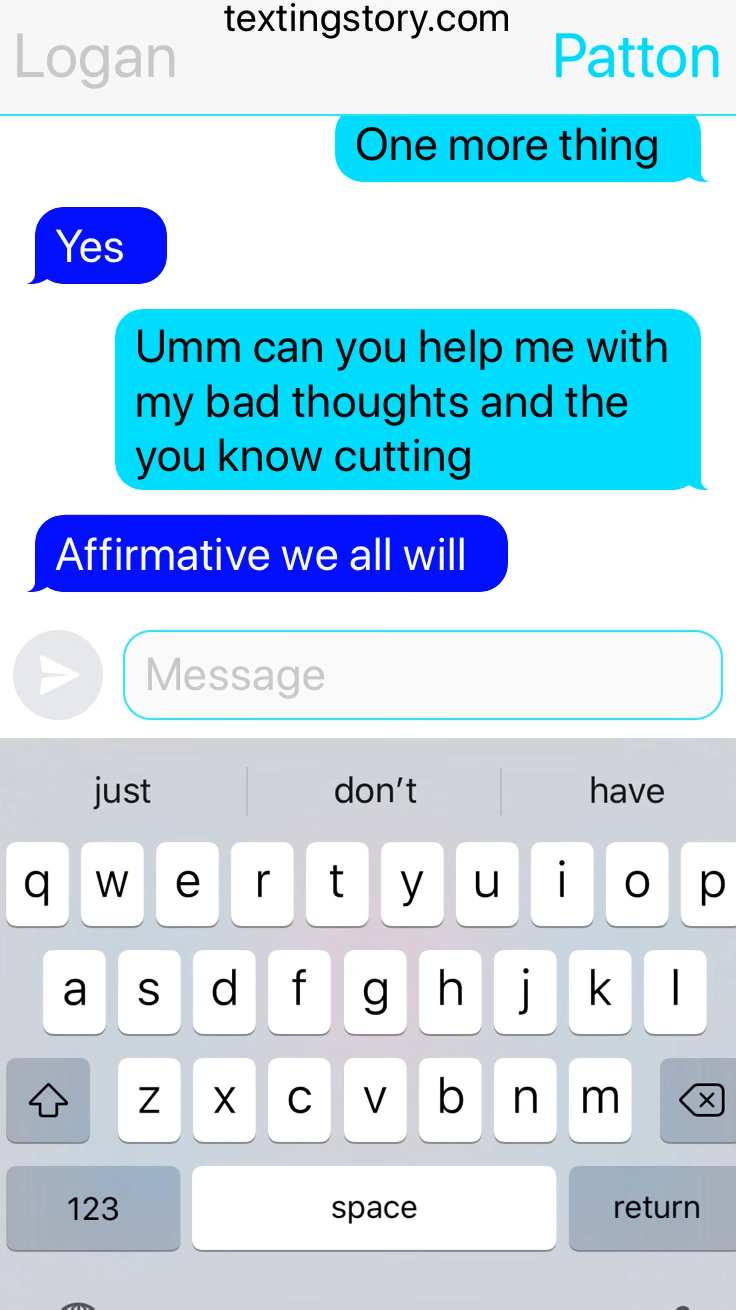 textingstory.com
Logan
Patton
One more thing
Yes
Umm can you help me with
my bad thoughts and the
you know cutting
Affirmative we all will
Message
just
don’t
have
q w e r t y u i o p
a s d f g h j k l
z x c v b n m
123
space
return